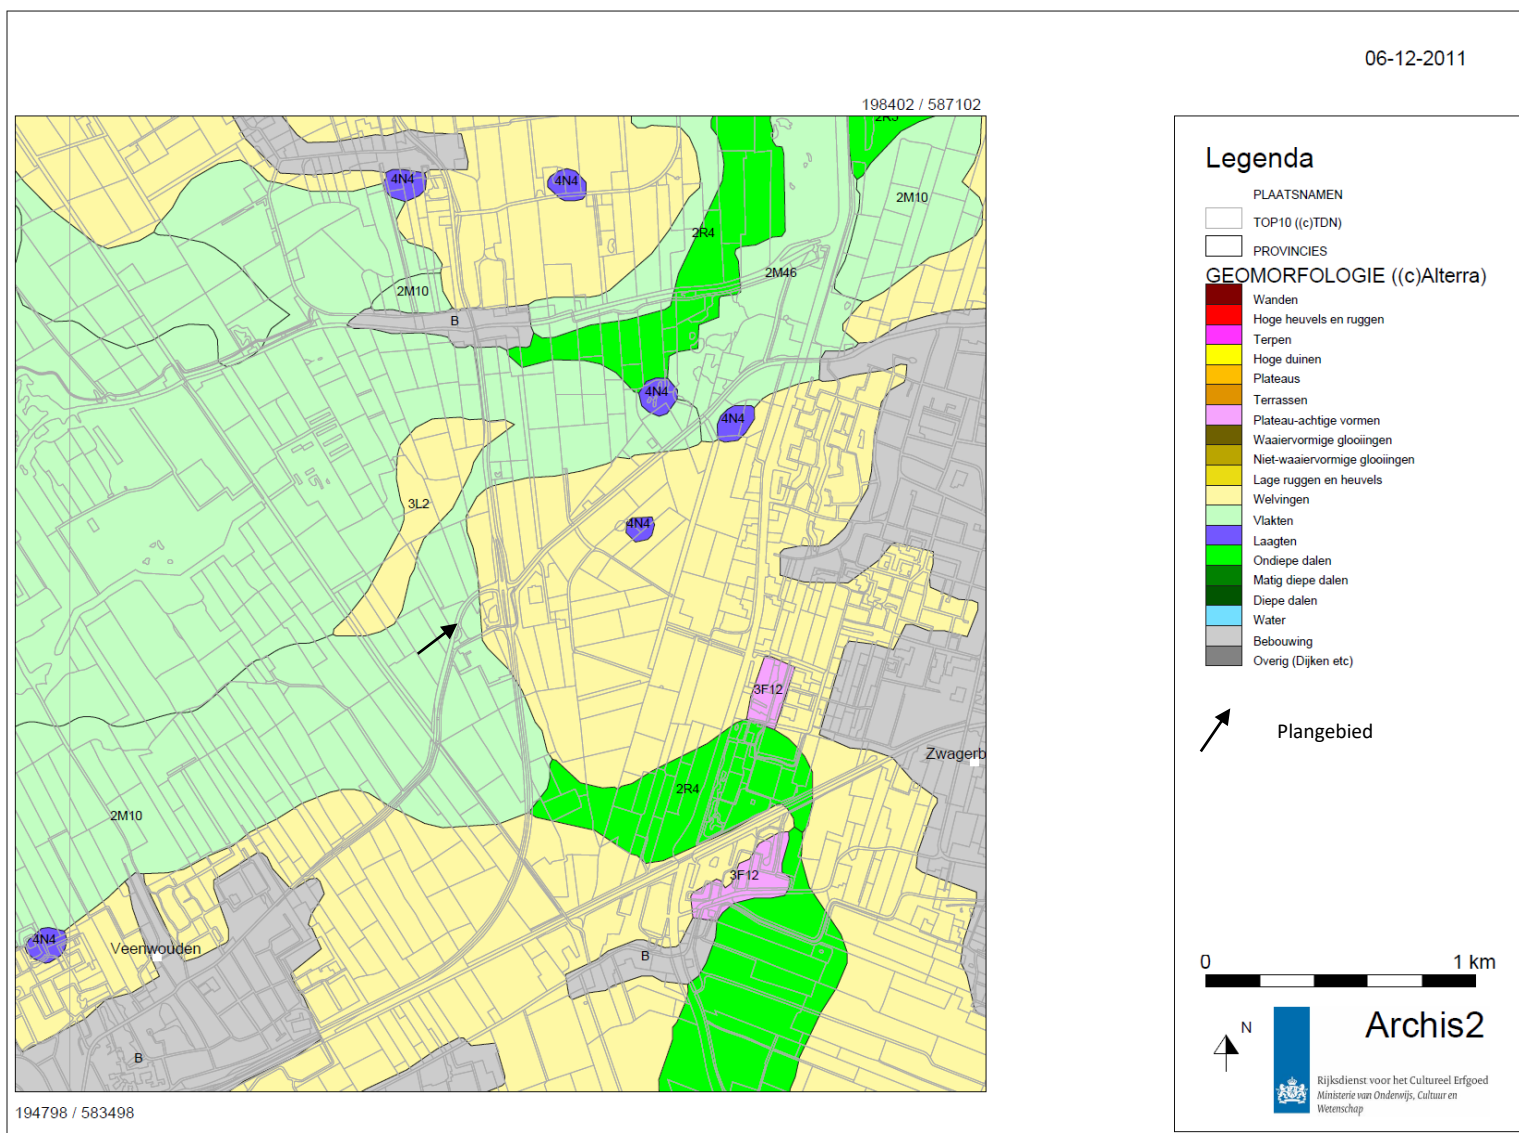 06-12-2011
198402 / 587102
2R5
4N4
4N4
2M10
2R4
2M46
2M10
B
4N4
4N4
3L2
4N4
3F12
Zwagerb
2R4
2M10
3F12
4N4
Veenwouden
B
B
194798 / 583498
Legenda
PLAATSNAMEN
TOP10 ((c)TDN)
PROVINCIES
GEOMORFOLOGIE ((c)Alterra)
Wanden
Hoge heuvels en ruggen
Terpen
Hoge duinen
Plateaus
Terrassen
Plateau-achtige vormen
Waaiervormige glooiingen
Niet-waaiervormige glooiingen
Lage ruggen en heuvels
Welvingen
Vlakten
Laagten
Ondiepe dalen
Matig diepe dalen
Diepe dalen
Water
Bebouwing
Overig (Dijken etc)
Plangebied
0 1 km
N
Archis2
Rijksdienst voor het Cultureel Erfgoed
Ministerie van Onderwijs, Cultuur en
Wetenschap